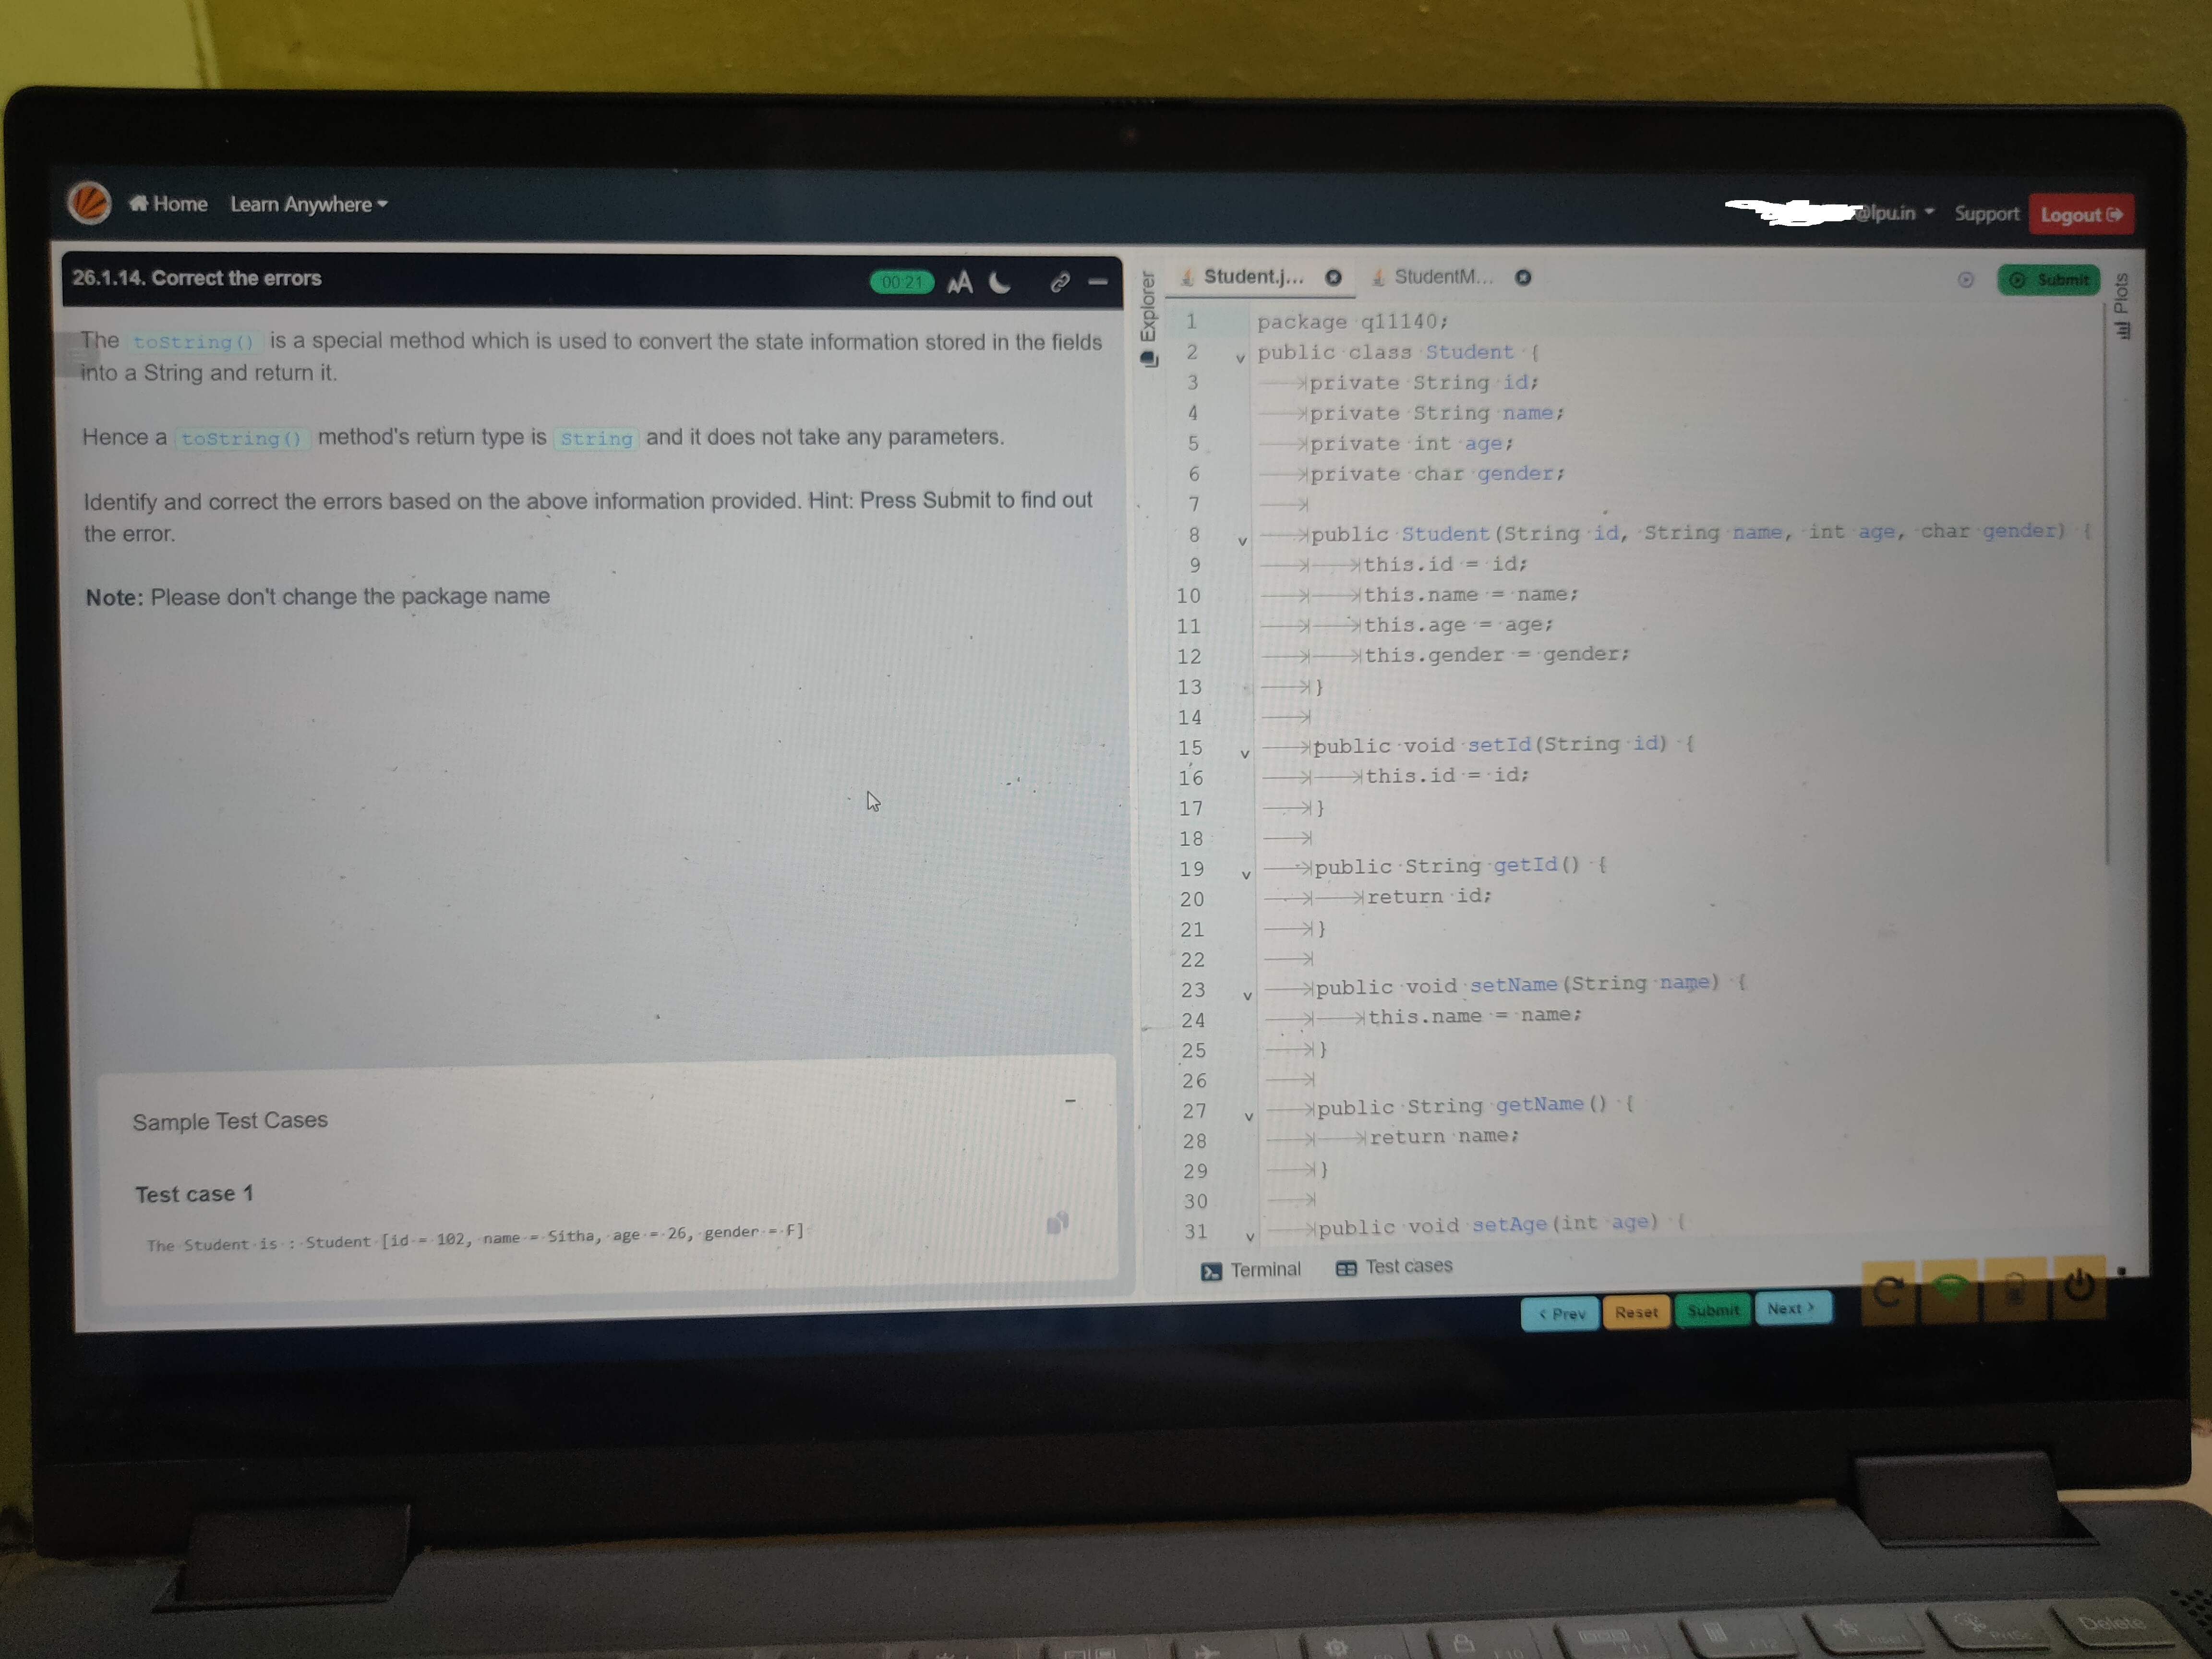 Home Learn Anywhere
@lpu.in Support Logout
26.1.14. Correct the errors
00:21 AA
The toString() is a special method which is used to convert the state information stored in the fields
into a String and return it.
Hence a toString() method's return type is String and it does not take any parameters.
Identify and correct the errors based on the above information provided. Hint: Press Submit to find out
the error.
Note: Please don't change the package name
Sample Test Cases
Test case 1
The Student is : Student [id = 102, name = Sitha, age = 26, gender = F]
Explorer
Student.j... StudentM... Submit
Plots
1 package q11140;
2 public class Student {
3 private String id;
4 private String name;
5 private int age;
6 private char gender;
7
8 public Student(String id, String name, int age, char gender) {
9 this.id = id;
10 this.name = name;
11 this.age = age;
12 this.gender = gender;
13 }
14
15 public void setId(String id) {
16 this.id = id;
17 }
18
19 public String getId() {
20 return id;
21 }
22
23 public void setName(String name) {
24 this.name = name;
25 }
26
27 public String getName() {
28 return name;
29 }
30
31 public void setAge(int age) {
Terminal Test cases
< Prev Reset Submit Next >
F10 F11 F12 Insert PrtSc Delete